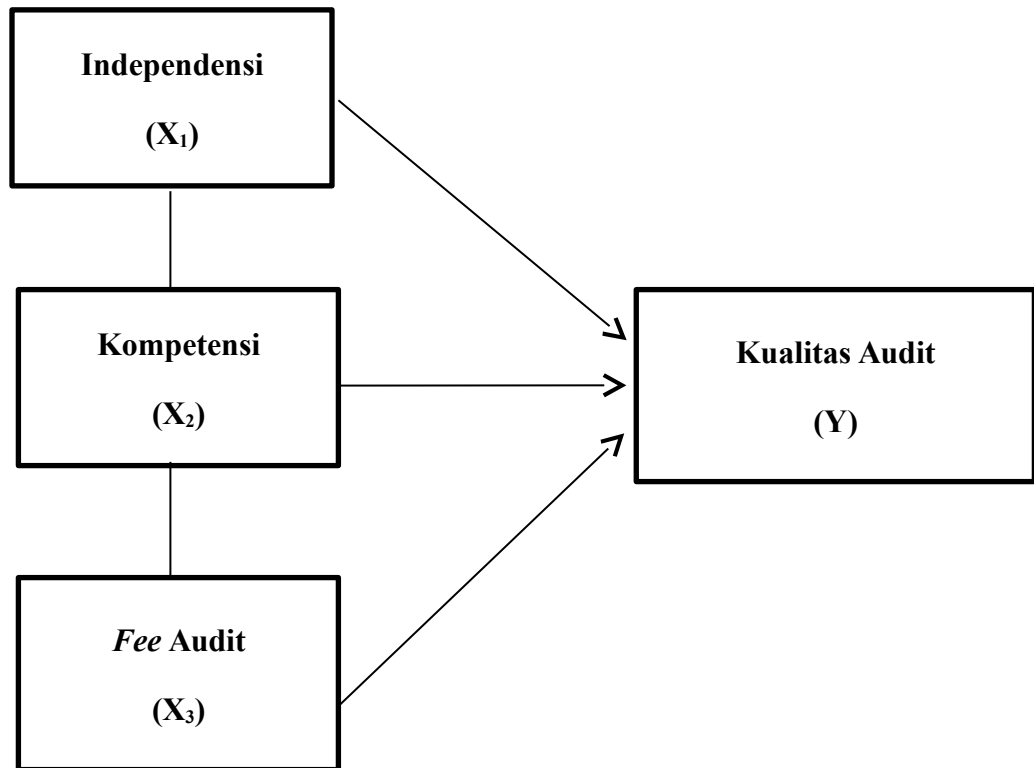 Independensi
(X₁)
Kompetensi
(X₂)
Fee Audit
(X₃)
Kualitas Audit
(Y)